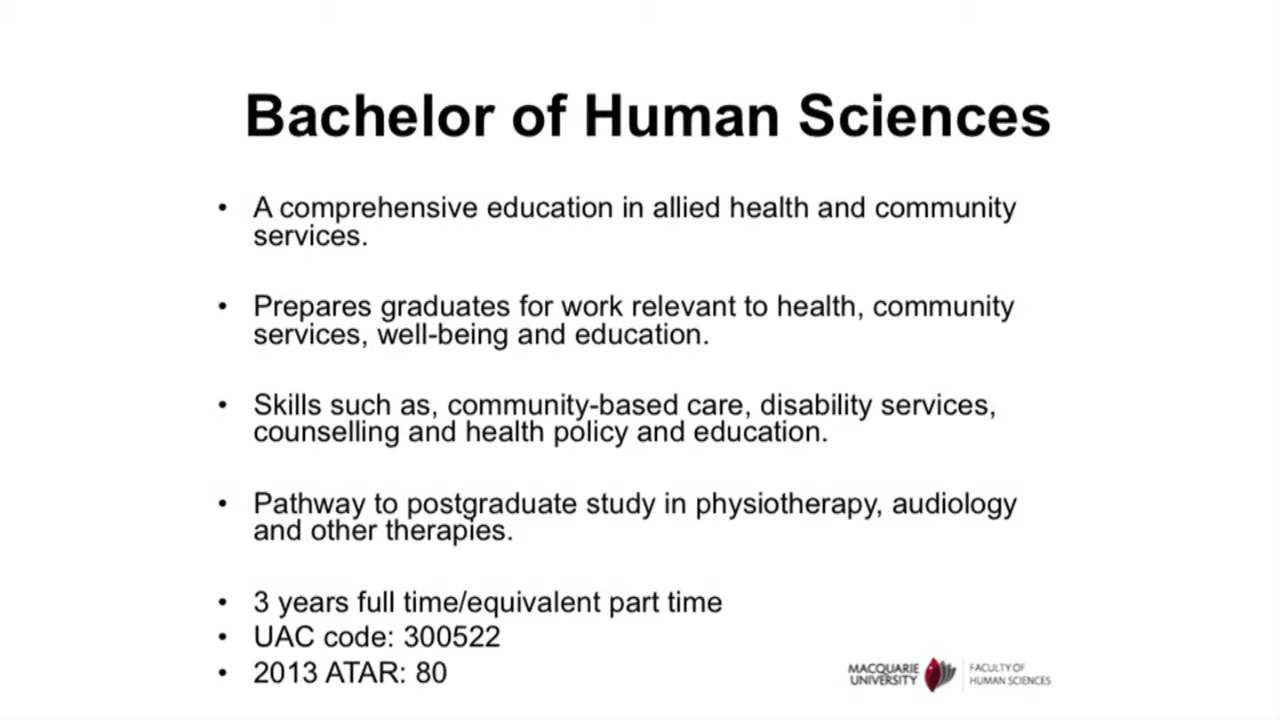 Bachelor of Human Sciences
• A comprehensive education in allied health and community
services.
• Prepares graduates for work relevant to health, community
services, well-being and education.
• Skills such as, community-based care, disability services,
counselling and health policy and education.
• Pathway to postgraduate study in physiotherapy, audiology
and other therapies.
• 3 years full time/equivalent part time
• UAC code: 300522
• 2013 ATAR: 80
MACQUARIE
UNIVERSITY
FACULTY OF
HUMAN SCIENCES